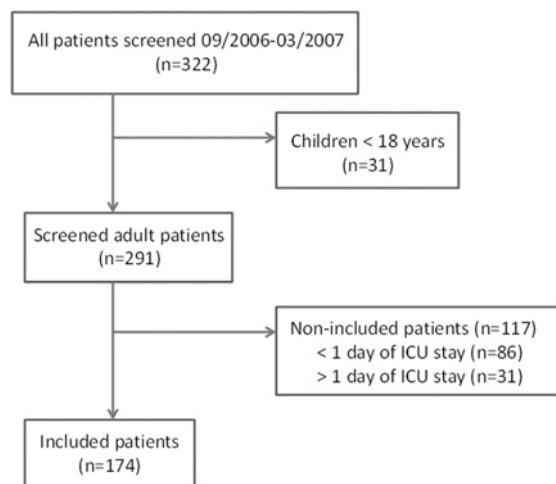 All patients screened 09/2006-03/2007
(n=322)
Children < 18 years
(n=31)
Screened adult patients
(n=291)
Non-included patients (n=117)
< 1 day of ICU stay (n=86)
> 1 day of ICU stay (n=31)
Included patients
(n=174)